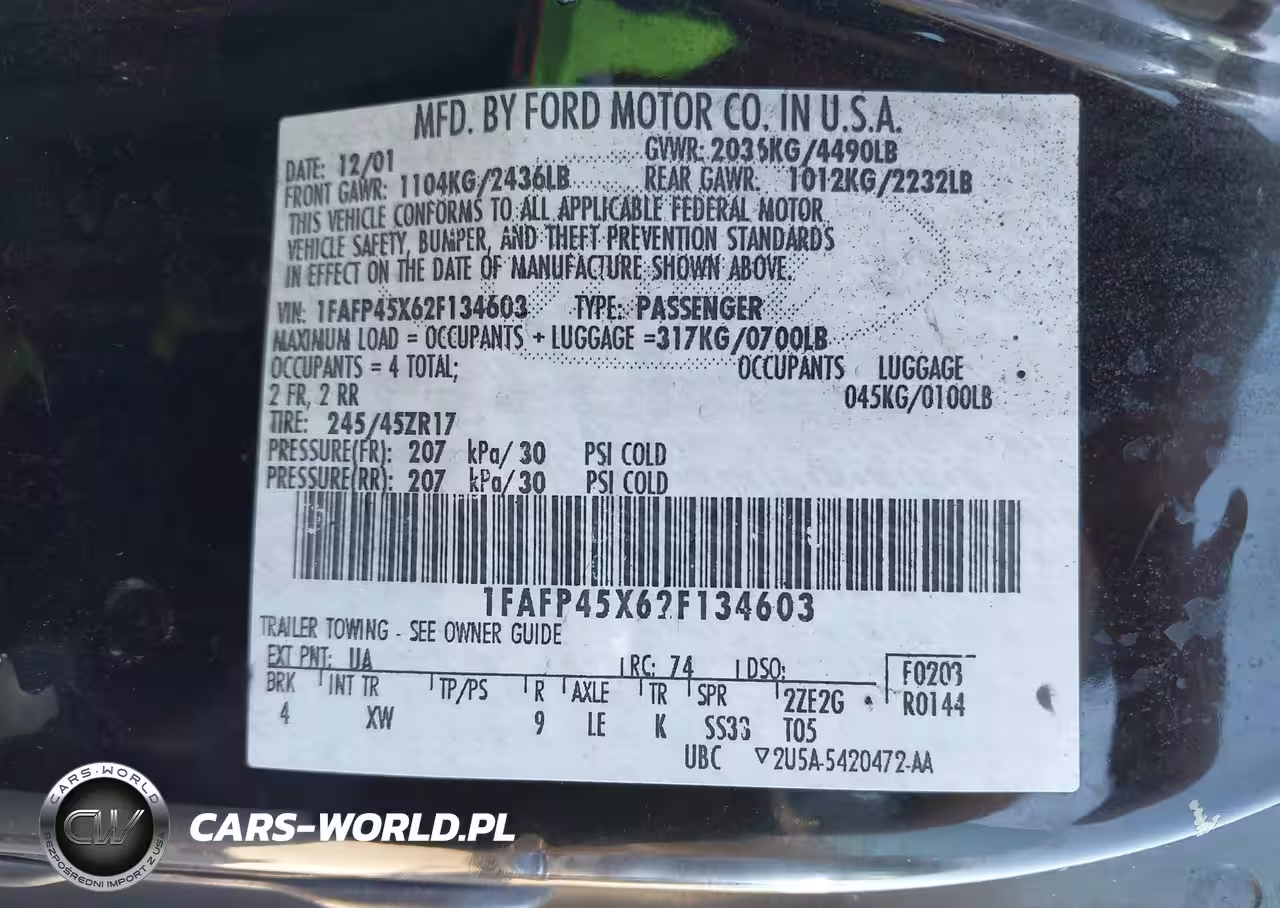 MFD. BY FORD MOTOR CO. IN U.S.A.
DATE: 12/01 GVWR: 2036KG/4490LB
FRONT GAWR: 1104KG/2436LB REAR GAWR: 1012KG/2232LB
THIS VEHICLE CONFORMS TO ALL APPLICABLE FEDERAL MOTOR
VEHICLE SAFETY, BUMPER, AND THEFT PREVENTION STANDARDS
IN EFFECT ON THE DATE OF MANUFACTURE SHOWN ABOVE.
VIN: 1FAFP45X62F134603 TYPE: PASSENGER
MAXIMUM LOAD = OCCUPANTS + LUGGAGE =317KG/0700LB
OCCUPANTS = 4 TOTAL; OCCUPANTS LUGGAGE
2 FR, 2 RR 045KG/0100LB
TIRE: 245/45ZR17
PRESSURE(FR): 207 kPa/ 30 PSI COLD
PRESSURE(RR): 207 kPa/ 30 PSI COLD
1FAFP45X62F134603
TRAILER TOWING - SEE OWNER GUIDE
EXT PNT: UA RC: 74 DSO: F0203
BRK INT TR TP/PS R AXLE TR SPR 2ZE2G R0144
4 XW 9 LE K SS33 T05
UBC ▽2U5A-5420472-AA
CARS-WORLD
CW
BEZPOŚREDNI IMPORT Z USA
CARS-WORLD.PL